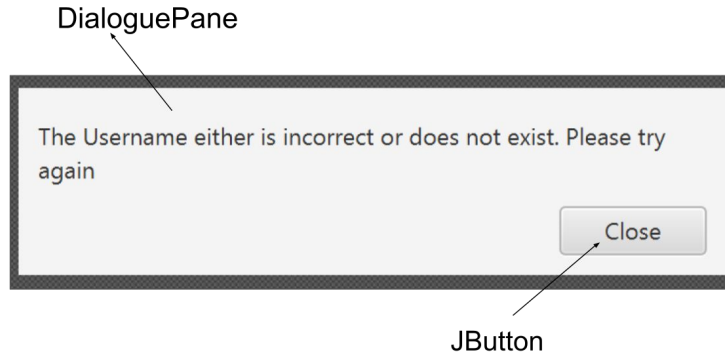 DialoguePane
The Username either is incorrect or does not exist. Please try
again
Close
JButton